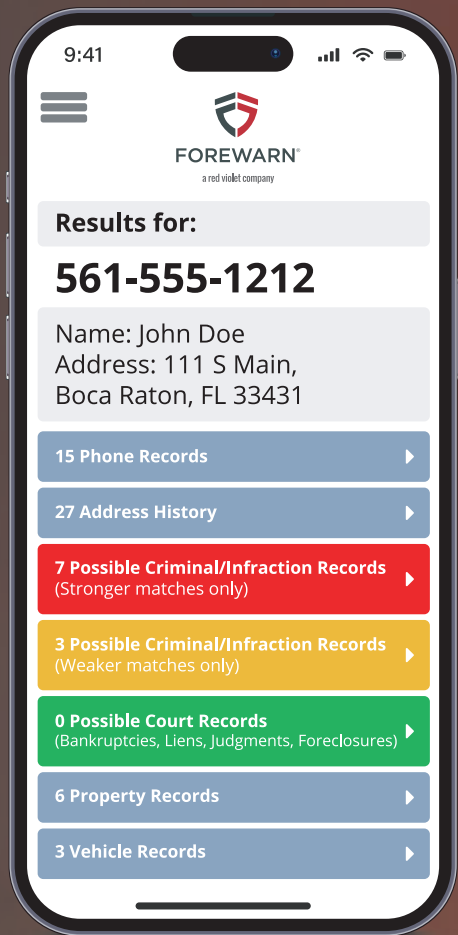 9:41
FOREWARN®
a red violet company
Results for:
561-555-1212
Name: John Doe
Address: 111 S Main,
Boca Raton, FL 33431
15 Phone Records
27 Address History
7 Possible Criminal/Infraction Records
(Stronger matches only)
3 Possible Criminal/Infraction Records
(Weaker matches only)
0 Possible Court Records
(Bankruptcies, Liens, Judgments, Foreclosures)
6 Property Records
3 Vehicle Records